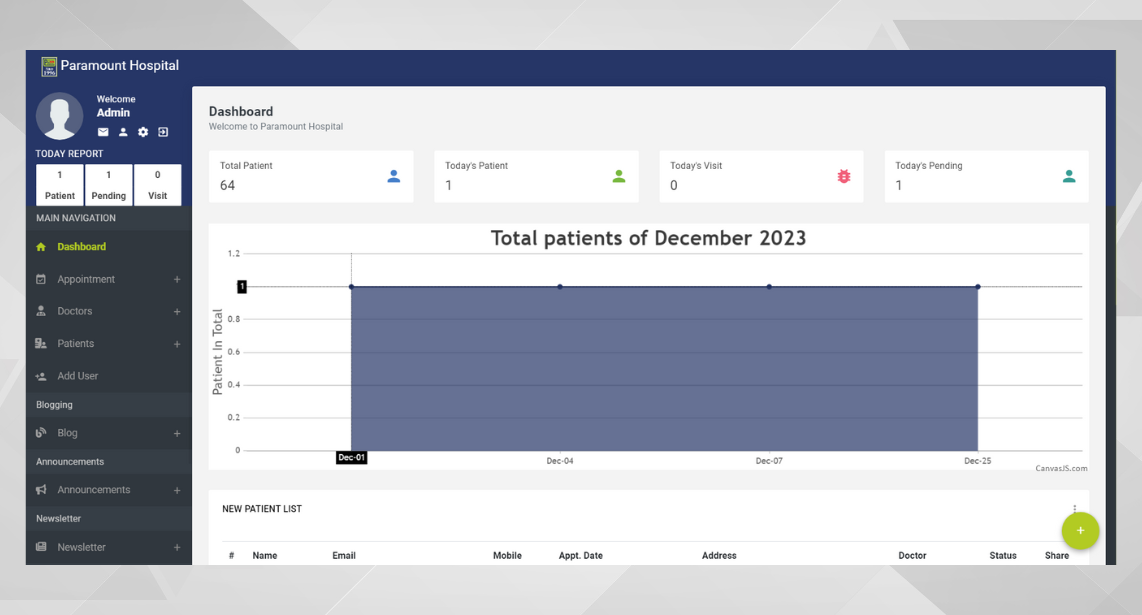 Paramount Hospital
Welcome
Admin
TODAY REPORT
1 1 0
Patient Pending Visit
MAIN NAVIGATION
Dashboard
Appointment +
Doctors +
Patients +
Add User
Blogging
Blog +
Announcements
Announcements +
Newsletter
Newsletter +
Dashboard
Welcome to Paramount Hospital
Total Patient
64
Today's Patient
1
Today's Visit
0
Today's Pending
1
Total patients of December 2023
Patient In Total
1.2
1
0.8
0.6
0.4
0.2
0
Dec-01 Dec-04 Dec-07 Dec-25
CanvasJS.com
NEW PATIENT LIST
+
# Name Email Mobile Appt. Date Address Doctor Status Share